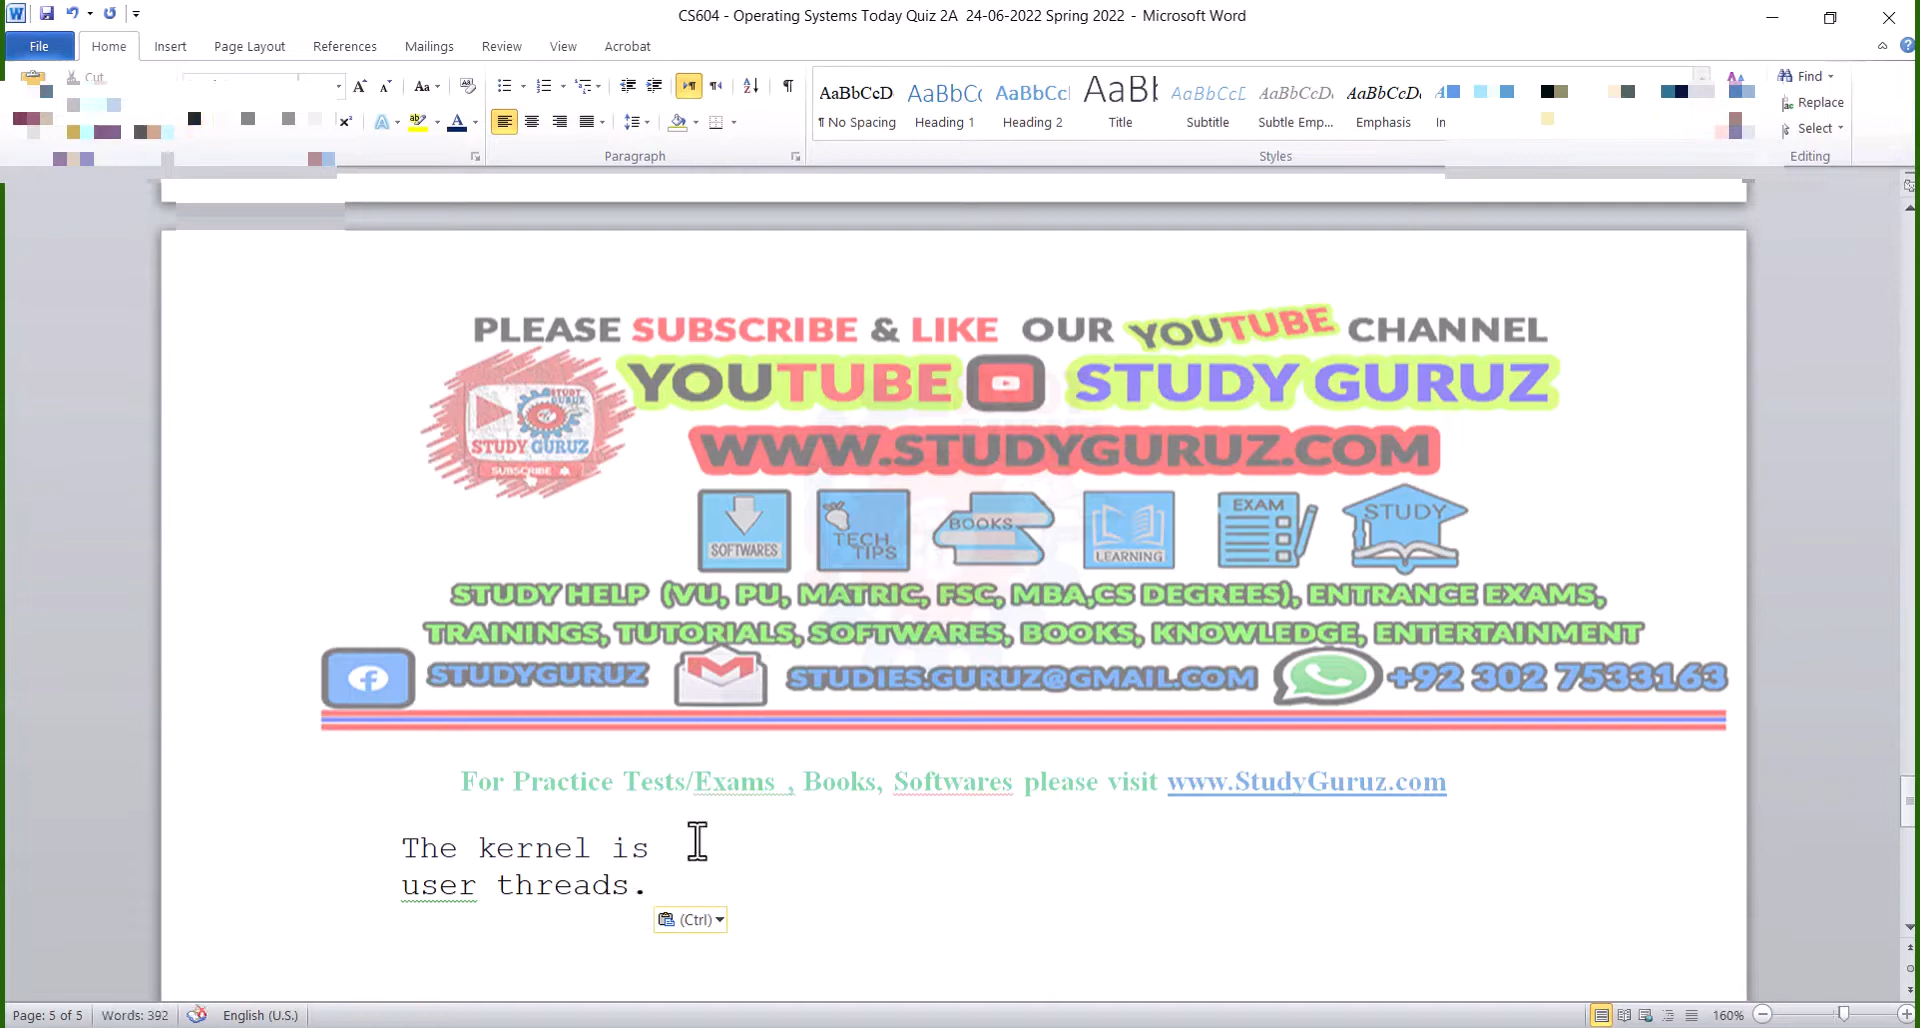 CS604 - Operating Systems Today Quiz 2A 24-06-2022 Spring 2022 - Microsoft Word
File Home Insert Page Layout References Mailings Review View Acrobat
Cut
Find
Replace
Select
AaBbCcD AaBbC AaBbCc AaB AaBbCcD AaBbCcD AaBbCcD
¶ No Spacing Heading 1 Heading 2 Title Subtitle Subtle Emp... Emphasis In
Paragraph Styles Editing
PLEASE SUBSCRIBE & LIKE OUR YOUTUBE CHANNEL
YOUTUBE STUDY GURUZ
STUDY GURUZ
SUBSCRIBE
WWW.STUDYGURUZ.COM
SOFTWARES TECH TIPS BOOKS LEARNING EXAM STUDY
STUDY HELP (VU, PU, MATRIC, FSC, MBA,CS DEGREES), ENTRANCE EXAMS,
TRAININGS, TUTORIALS, SOFTWARES, BOOKS, KNOWLEDGE, ENTERTAINMENT
STUDYGURUZ STUDIES.GURUZ@GMAIL.COM +92 302 7533163
For Practice Tests/Exams , Books, Softwares please visit www.StudyGuruz.com
The kernel is
user threads.
(Ctrl)
Page: 5 of 5 Words: 392 English (U.S.) 160%